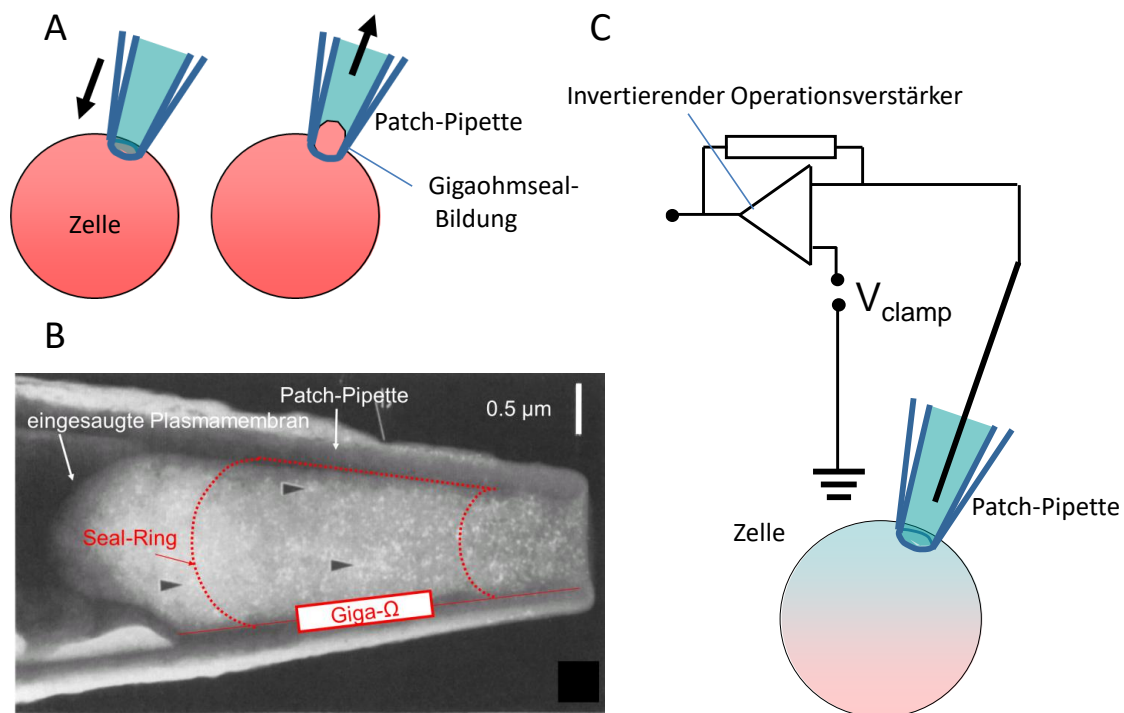 A
Zelle
Patch-Pipette
Gigaohmseal-
Bildung
B
Patch-Pipette
0.5 µm
eingesaugte Plasmamembran
Seal-Ring
Giga-Ω
C
Invertierender Operationsverstärker
V clamp
Zelle
Patch-Pipette